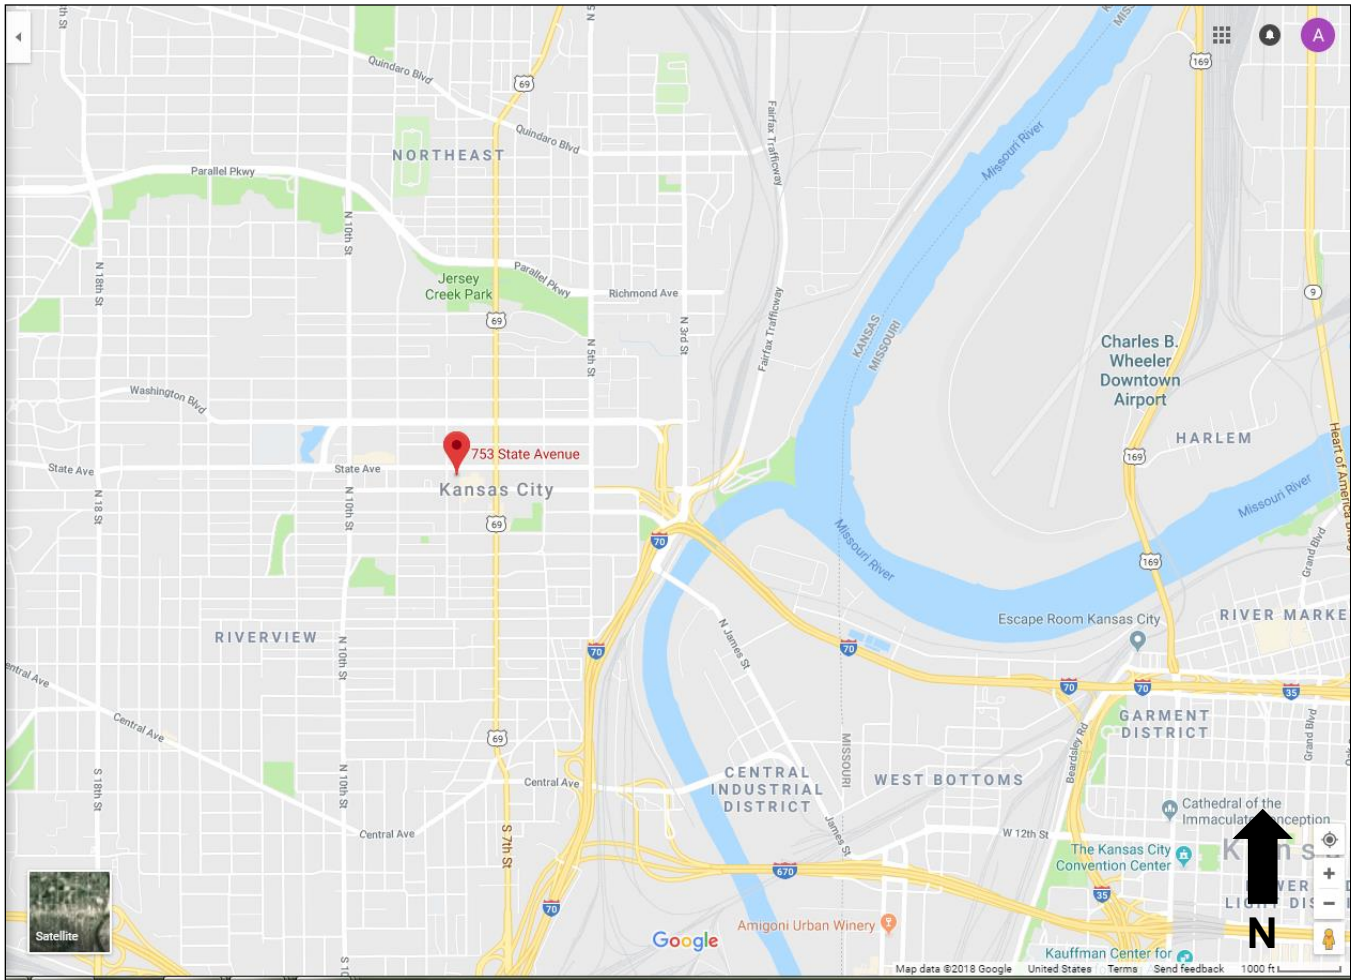 5 N
169
A
Quindaro Blvd
69
Quindaro Blvd
NORTHEAST
Fairfax Trafficway
Missouri River
Parallel Pkwy
N 10th St
N 18th St
Jersey
Creek Park
Parallel Pkwy
Richmond Ave
9
69
N 3rd St
N 5th St
Fairfax Trafficway
KANSAS
MISSOURI
Charles B.
Wheeler
Downtown
Airport
Washington Blvd
HARLEM
169
753 State Avenue
State Ave
State Ave
Kansas City
N 18 St
N 10th St
69
70
Missouri River
Missouri River
Heart of America
Grand Blvd
169
Escape Room Kansas City
RIVER MARKE
RIVERVIEW
N 10th St
N James St
70
70
70
70
35
entral Ave
Central Ave
69
GARMENT
DISTRICT
Grand Blvd
Beardsley Rd
MISSOURI
CENTRAL
INDUSTRIAL
DISTRICT
WEST BOTTOMS
Central Ave
S 18th St
N 10th St
Cathedral of the
Immaculate
Central Ave
S 7th St
James St
W 12th St
The Kansas City
Convention Center
670
35
70
Satellite
Amigoni Urban Winery
Google
N
Kauffman Center for
Map data ©2018 Google United States Terms Send feedback 1000 ft